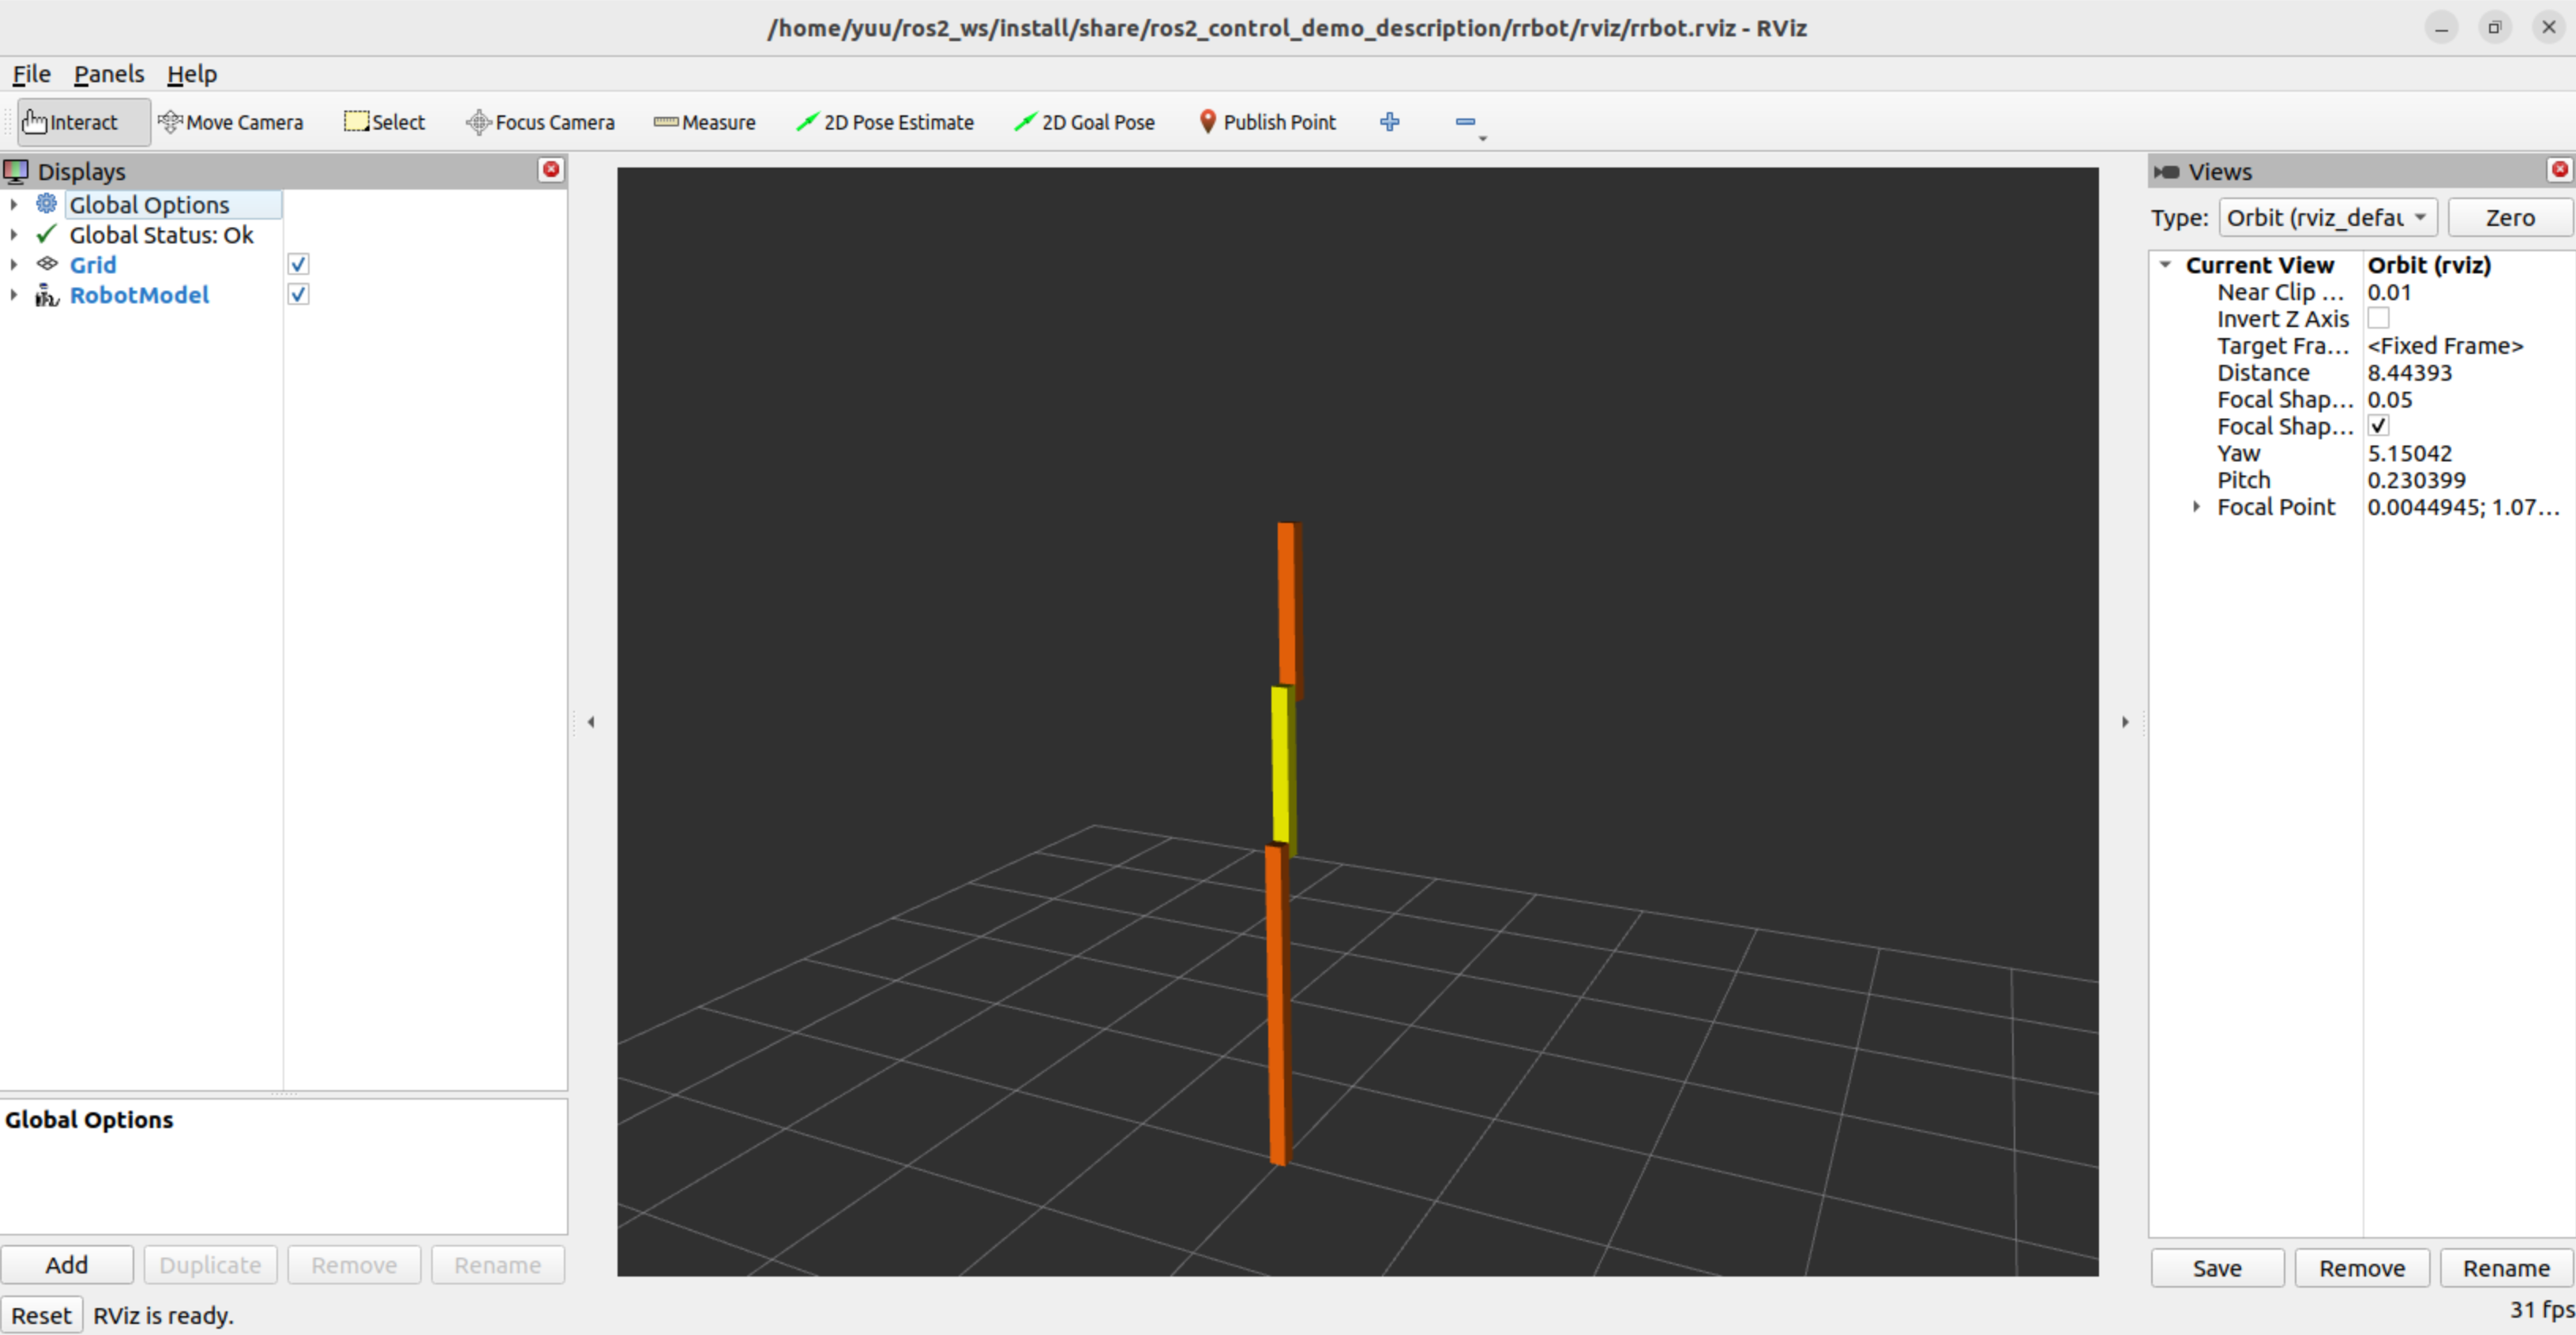 /home/yuu/ros2_ws/install/share/ros2_control_demo_description/rrbot/rviz/rrbot.rviz - RViz
File Panels Help
Interact Move Camera Select Focus Camera Measure 2D Pose Estimate 2D Goal Pose Publish Point
Displays
Global Options
Global Status: Ok
Grid
RobotModel
Global Options
Add Duplicate Remove Rename
Reset RViz is ready.
Views
Type: Orbit (rviz_defau Zero
Current View Orbit (rviz)
Near Clip ... 0.01
Invert Z Axis
Target Fra... <Fixed Frame>
Distance 8.44393
Focal Shap... 0.05
Focal Shap...
Yaw 5.15042
Pitch 0.230399
Focal Point 0.0044945; 1.07...
Save Remove Rename
31 fps